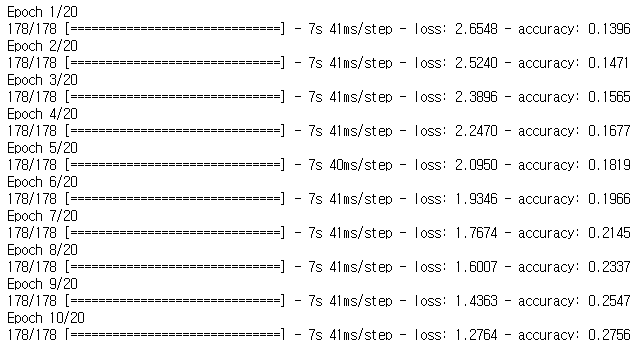 Epoch 1/20
178/178 [==============================] - 7s 41ms/step - loss: 2.6548 - accuracy: 0.1396
Epoch 2/20
178/178 [==============================] - 7s 41ms/step - loss: 2.5240 - accuracy: 0.1471
Epoch 3/20
178/178 [==============================] - 7s 41ms/step - loss: 2.3896 - accuracy: 0.1565
Epoch 4/20
178/178 [==============================] - 7s 41ms/step - loss: 2.2470 - accuracy: 0.1677
Epoch 5/20
178/178 [==============================] - 7s 40ms/step - loss: 2.0950 - accuracy: 0.1819
Epoch 6/20
178/178 [==============================] - 7s 41ms/step - loss: 1.9346 - accuracy: 0.1966
Epoch 7/20
178/178 [==============================] - 7s 41ms/step - loss: 1.7674 - accuracy: 0.2145
Epoch 8/20
178/178 [==============================] - 7s 41ms/step - loss: 1.6007 - accuracy: 0.2337
Epoch 9/20
178/178 [==============================] - 7s 41ms/step - loss: 1.4363 - accuracy: 0.2547
Epoch 10/20
178/178 [==============================] - 7s 41ms/step - loss: 1.2764 - accuracy: 0.2756